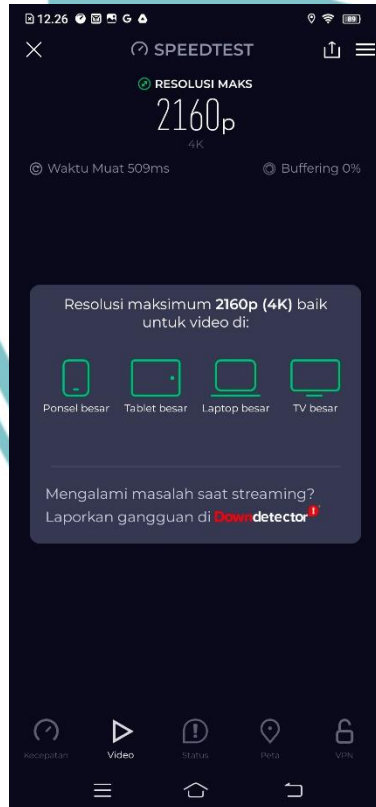 12.26 G 89
SPEEDTEST
RESOLUSI MAKS
2160p
4K
Waktu Muat 509ms Buffering 0%
Resolusi maksimum 2160p (4K) baik
untuk video di:
Ponsel besar Tablet besar Laptop besar TV besar
Mengalami masalah saat streaming?
Laporkan gangguan di Downdetector
Kecepatan Video Status Peta VPN